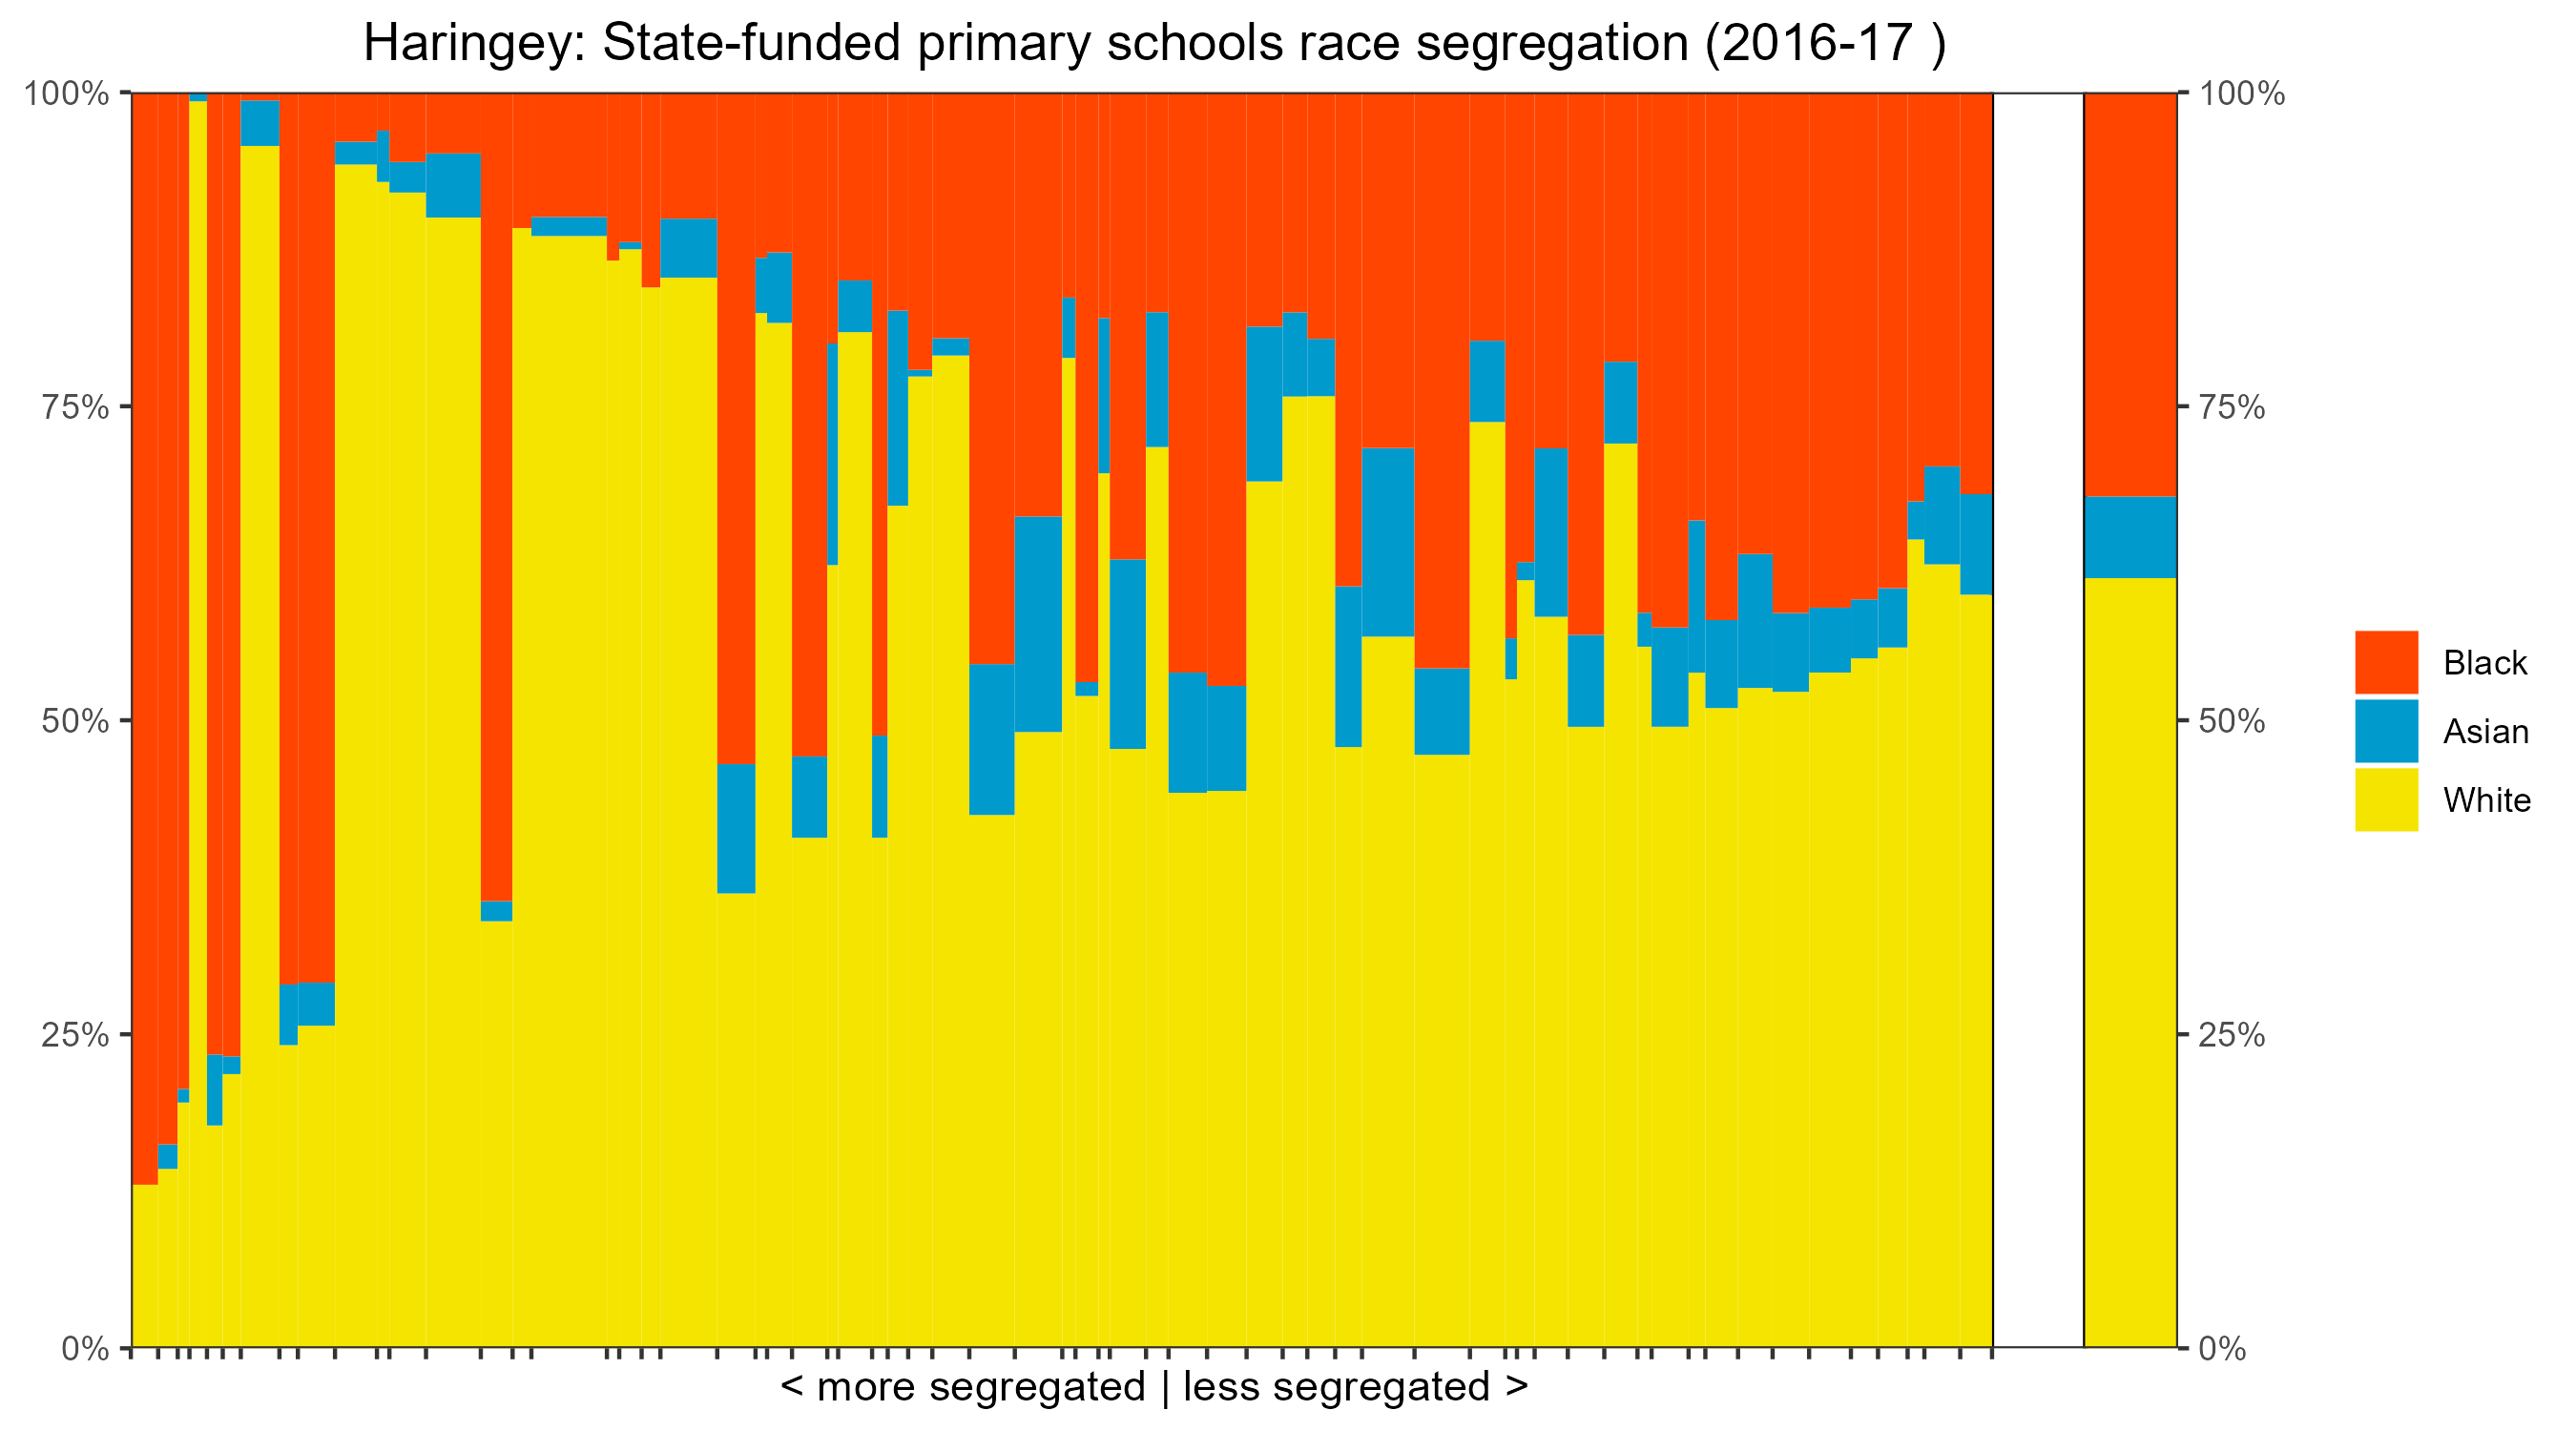 Haringey: State-funded primary schools race segregation (2016-17 )
100%
100%
75%
75%
50%
50%
25%
25%
0%
0%
Black
Asian
White
< more segregated | less segregated >